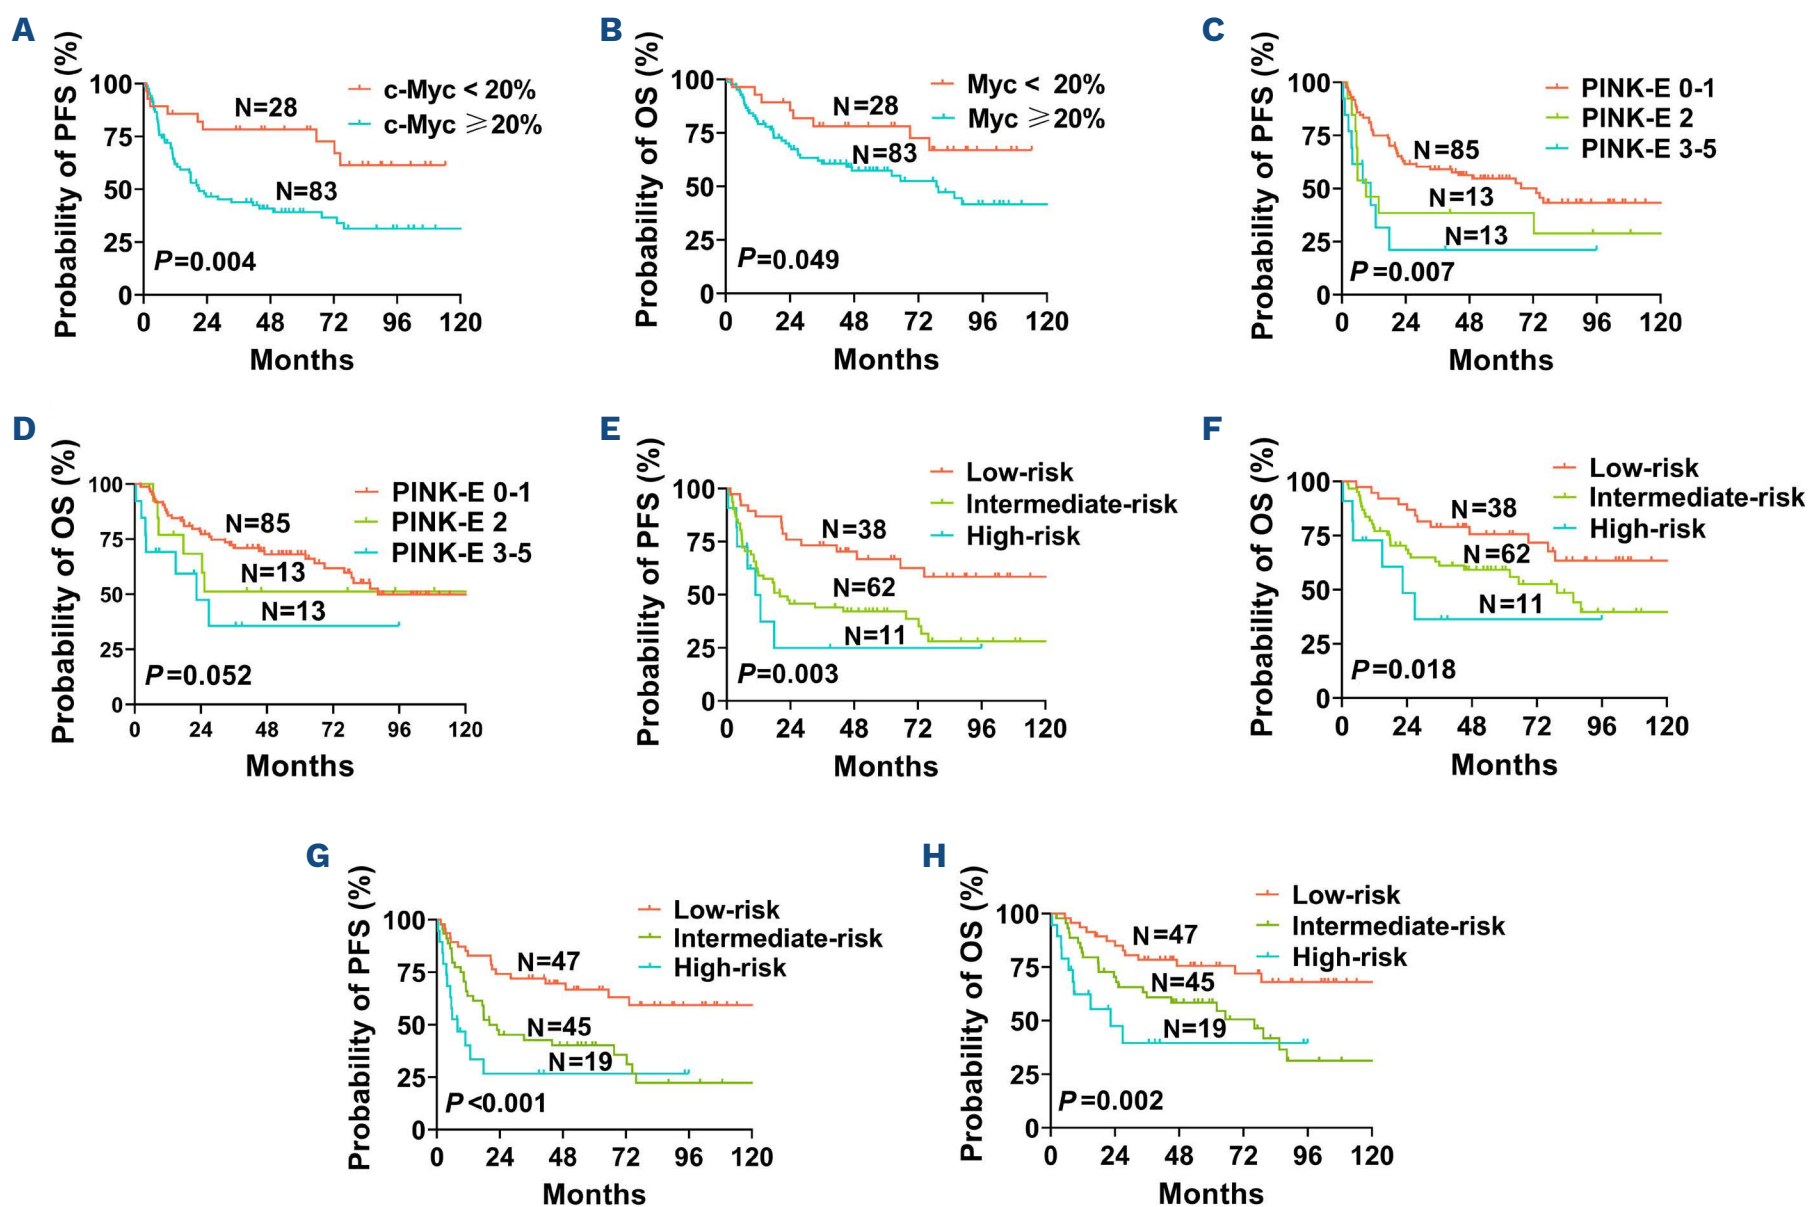 A
Probability of PFS (%)
100
75
50
25
0
0 24 48 72 96 120
Months
c-Myc < 20%
c-Myc ⩾20%
N=28
N=83
P=0.004
B
Probability of OS (%)
100
75
50
25
0
0 24 48 72 96 120
Months
Myc < 20%
Myc ⩾20%
N=28
N=83
P=0.049
C
Probability of PFS (%)
100
75
50
25
0
0 24 48 72 96 120
Months
PINK-E 0-1
PINK-E 2
PINK-E 3-5
N=85
N=13
N=13
P=0.007
D
Probability of OS (%)
100
75
50
25
0
0 24 48 72 96 120
Months
PINK-E 0-1
PINK-E 2
PINK-E 3-5
N=85
N=13
N=13
P=0.052
E
Probability of PFS (%)
100
75
50
25
0
0 24 48 72 96 120
Months
Low-risk
Intermediate-risk
High-risk
N=38
N=62
N=11
P=0.003
F
Probability of OS (%)
100
75
50
25
0
0 24 48 72 96 120
Months
Low-risk
Intermediate-risk
High-risk
N=38
N=62
N=11
P=0.018
G
Probability of PFS (%)
100
75
50
25
0
0 24 48 72 96 120
Months
Low-risk
Intermediate-risk
High-risk
N=47
N=45
N=19
P<0.001
H
Probability of OS (%)
100
75
50
25
0
0 24 48 72 96 120
Months
Low-risk
Intermediate-risk
High-risk
N=47
N=45
N=19
P=0.002